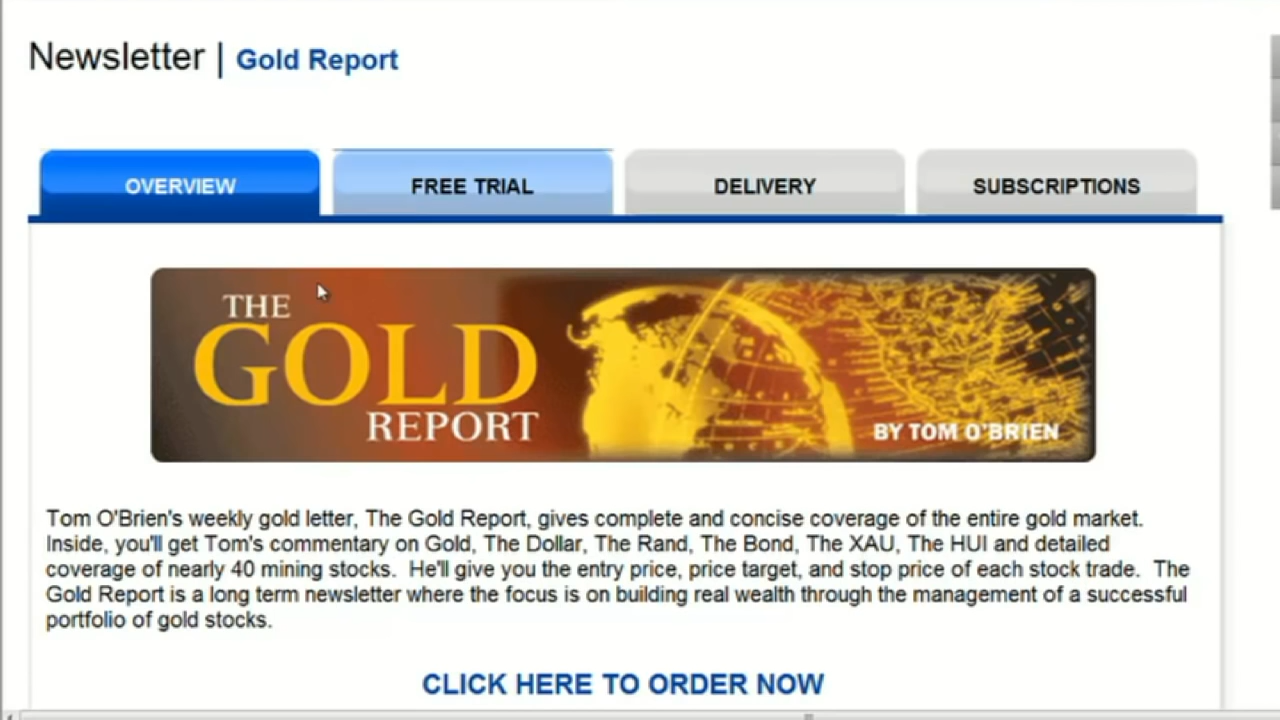 Newsletter | Gold Report
OVERVIEW
FREE TRIAL
DELIVERY
SUBSCRIPTIONS
THE
GOLD
REPORT
BY TOM O'BRIEN
Tom O'Brien's weekly gold letter, The Gold Report, gives complete and concise coverage of the entire gold market.
Inside, you'll get Tom's commentary on Gold, The Dollar, The Rand, The Bond, The XAU, The HUI and detailed
coverage of nearly 40 mining stocks.  He'll give you the entry price, price target, and stop price of each stock trade.  The
Gold Report is a long term newsletter where the focus is on building real wealth through the management of a successful
portfolio of gold stocks.
CLICK HERE TO ORDER NOW